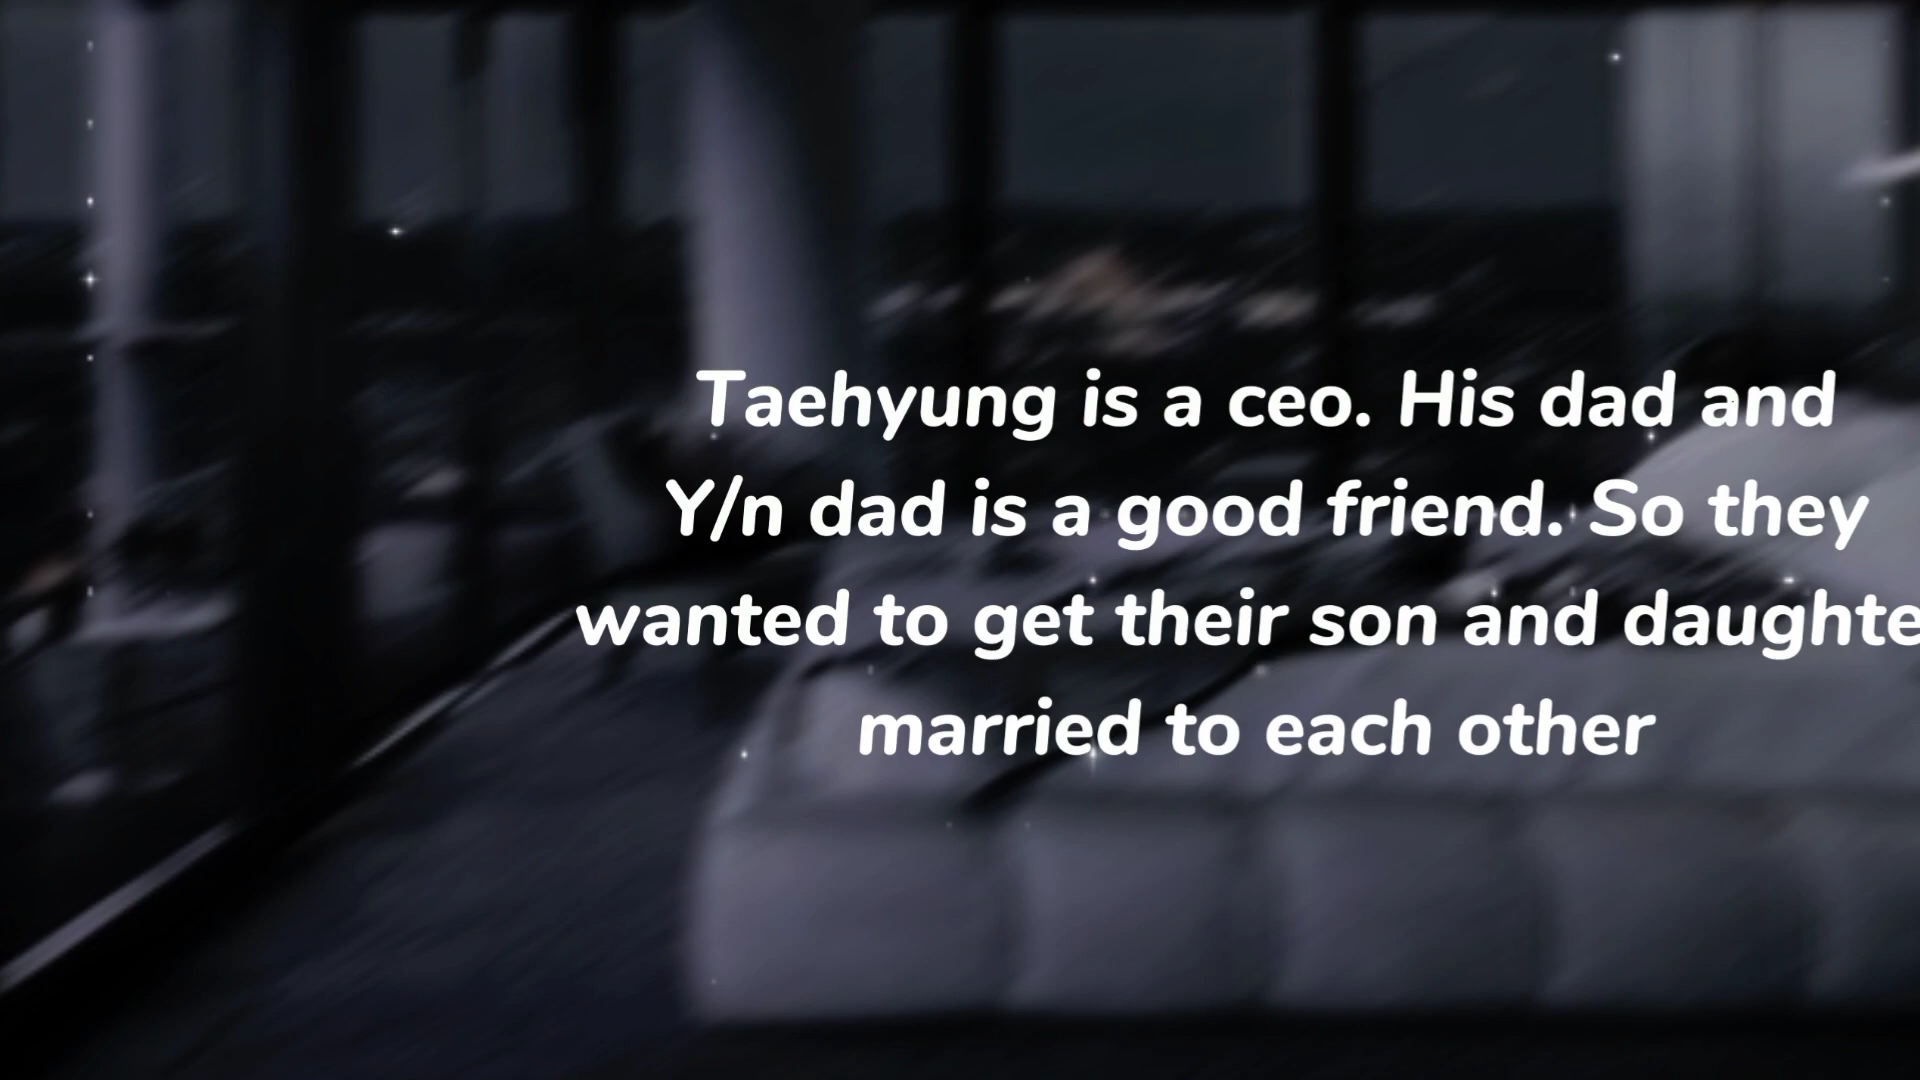 Taehyung is a ceo. His dad and
Y/n dad is a good friend. So they
wanted to get their son and daughte
married to each other